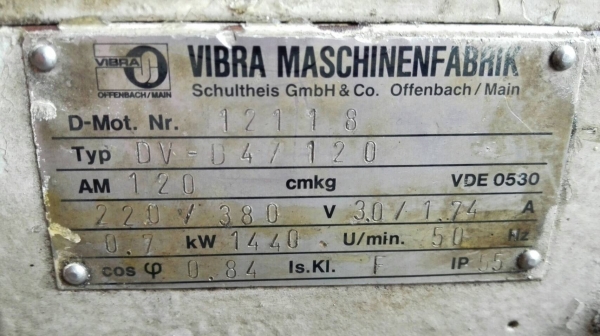 VIBRA
OFFENBACH/MAIN
VIBRA MASCHINENFABRIK
Schultheis GmbH & Co. Offenbach/Main
D-Mot. Nr. 12118
Typ DV-D4/120
AM 120 cmkg VDE 0530
220/380 V 3.0/1.74 A
0.7 kW 1440 U/min. 50 Hz
cos φ 0.84 Is.Kl. F IP 55